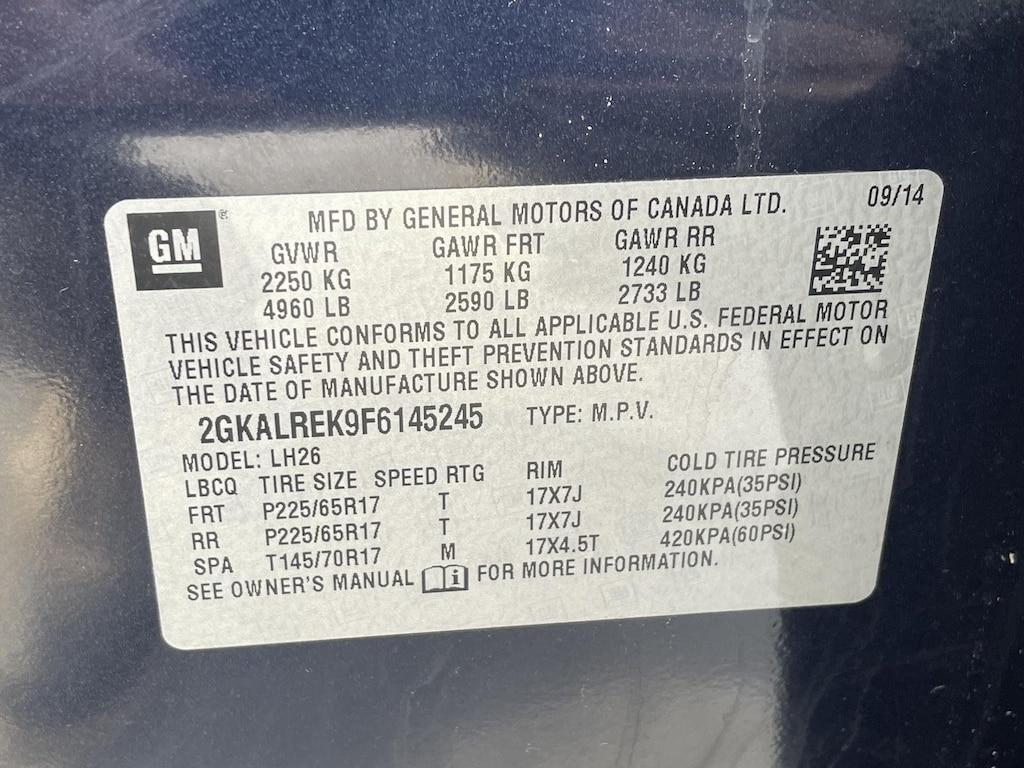 GM ® MFD BY GENERAL MOTORS OF CANADA LTD. 09/14
GVWR GAWR FRT GAWR RR
2250 KG 1175 KG 1240 KG
4960 LB 2590 LB 2733 LB
THIS VEHICLE CONFORMS TO ALL APPLICABLE U.S. FEDERAL MOTOR
VEHICLE SAFETY AND THEFT PREVENTION STANDARDS IN EFFECT ON
THE DATE OF MANUFACTURE SHOWN ABOVE.
2GKALREK9F6145245 TYPE: M.P.V.
MODEL: LH26
LBCQ TIRE SIZE SPEED RTG RIM COLD TIRE PRESSURE
FRT P225/65R17 T 17X7J 240KPA(35PSI)
RR P225/65R17 T 17X7J 240KPA(35PSI)
SPA T145/70R17 M 17X4.5T 420KPA(60PSI)
SEE OWNER'S MANUAL i FOR MORE INFORMATION.